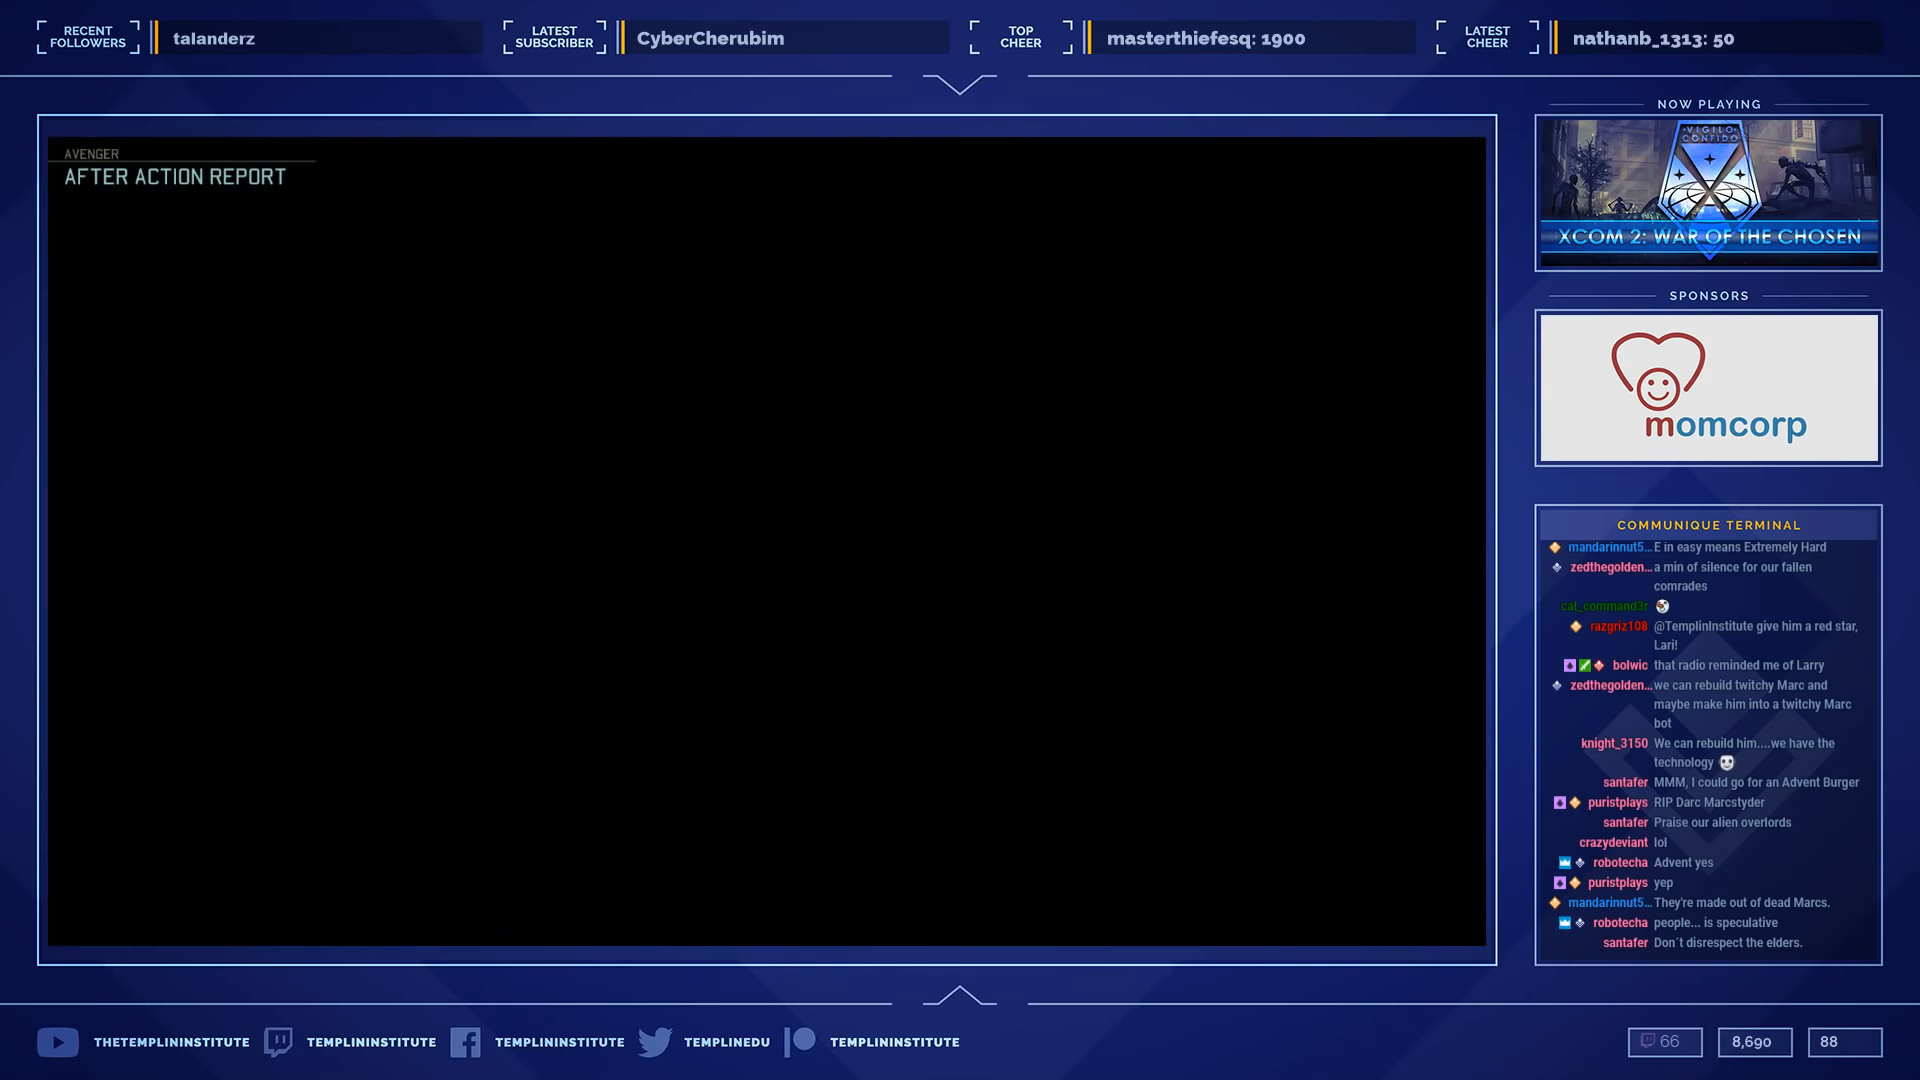 RECENT
FOLLOWERS
talanderz
LATEST
SUBSCRIBER
CyberCherubim
TOP
CHEER
masterthiefesq: 1900
LATEST
CHEER
nathanb_1313: 50
AVENGER
AFTER ACTION REPORT
NOW PLAYING
VIGILO
CONFIDO
XCOM 2: WAR OF THE CHOSEN
SPONSORS
momcorp
COMMUNIQUE TERMINAL
mandarinnut5... E in easy means Extremely Hard
zedthegolden... a min of silence for our fallen
comrades
cat_command3r
razgriz108 @TemplinInstitute give him a red star,
Lari!
bolwic that radio reminded me of Larry
zedthegolden... we can rebuild twitchy Marc and
maybe make him into a twitchy Marc
bot
knight_3150 We can rebuild him....we have the
technology
santafer MMM, I could go for an Advent Burger
puristplays RIP Darc Marcstyder
santafer Praise our alien overlords
crazydeviant lol
robotecha Advent yes
puristplays yep
mandarinnut5... They're made out of dead Marcs.
robotecha people... is speculative
santafer Don´t disrespect the elders.
THETEMPLININSTITUTE
TEMPLININSTITUTE
TEMPLININSTITUTE
TEMPLINEDU
TEMPLININSTITUTE
66
8,690
88